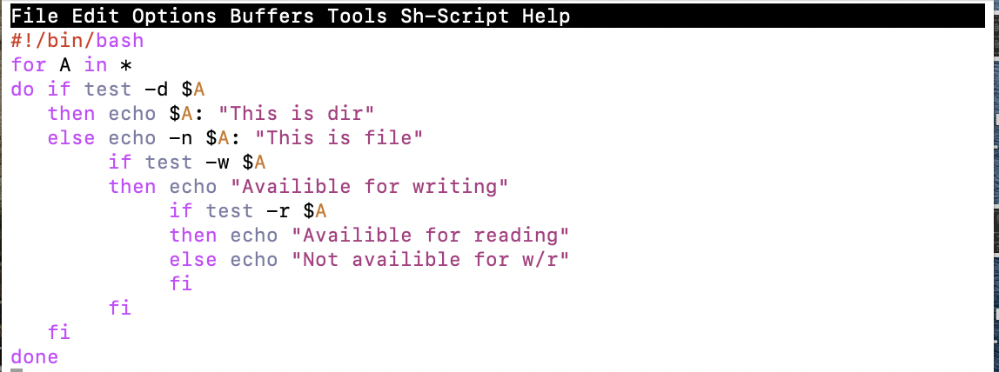 File Edit Options Buffers Tools Sh-Script Help
#!/bin/bash
for A in *
do if test -d $A
   then echo $A: "This is dir"
   else echo -n $A: "This is file"
        if test -w $A
        then echo "Availible for writing"
             if test -r $A
             then echo "Availible for reading"
             else echo "Not availible for w/r"
             fi
        fi
   fi
done